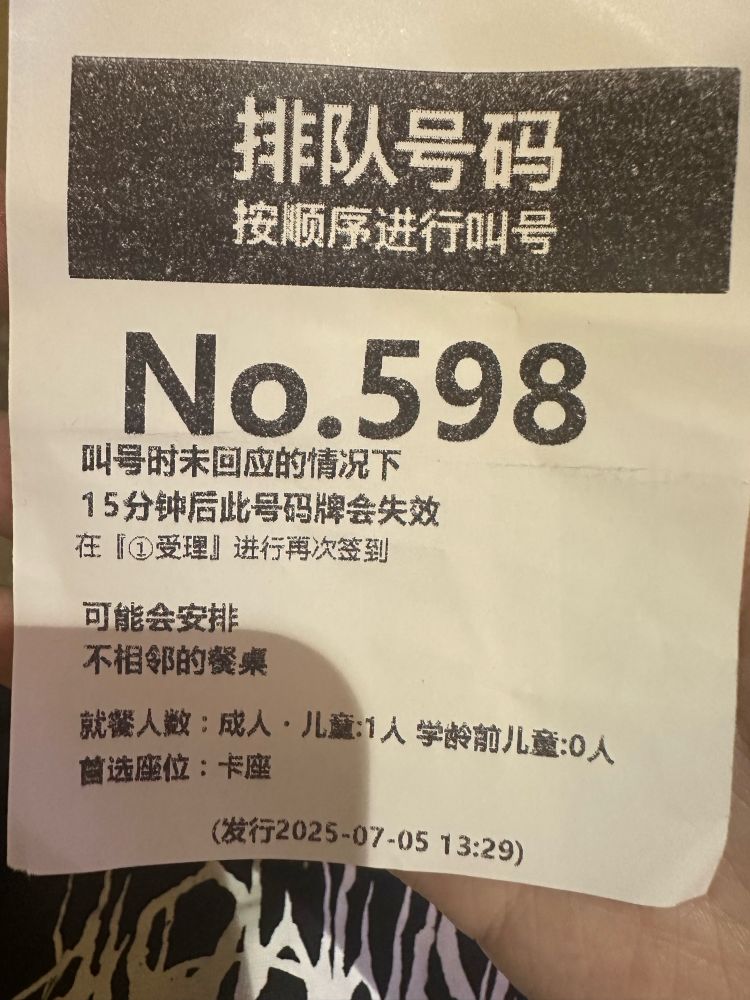 排队号码
按顺序进行叫号
No.598
叫号时未回应的情况下
15分钟后此号码牌会失效
在『①受理』进行再次签到
可能会安排
不相邻的餐桌
就餐人数：成人·儿童:1人 学龄前儿童:0人
首选座位：卡座
(发行2025-07-05 13:29)